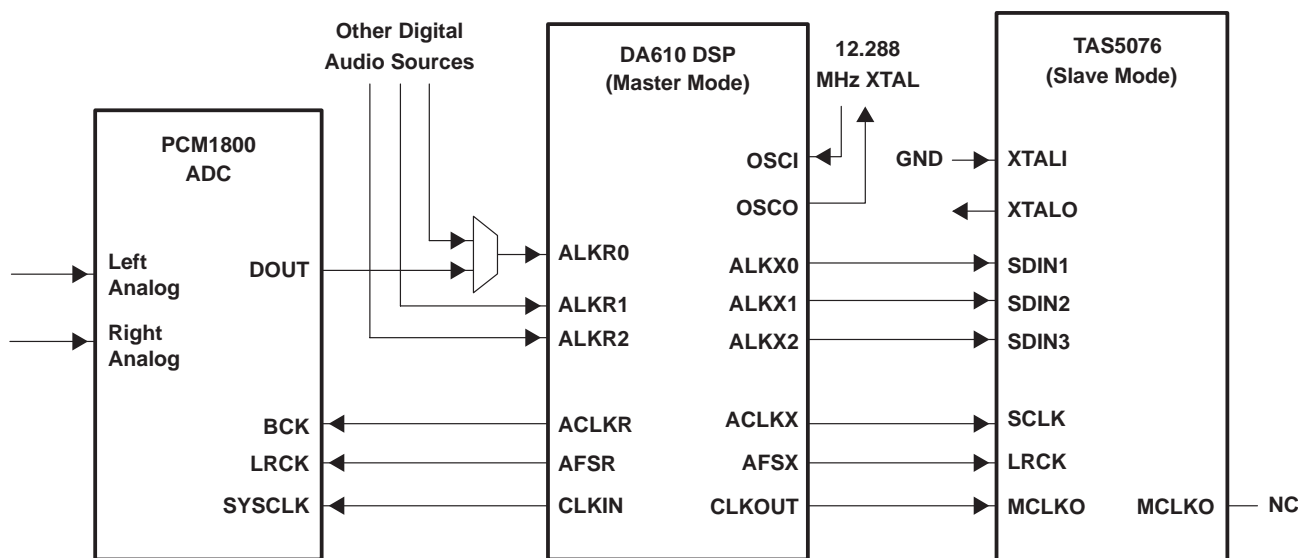 Other Digital
Audio Sources
DA610 DSP
(Master Mode)
12.288
MHz XTAL
TAS5076
(Slave Mode)
PCM1800
ADC
OSCI
OSCO
GND
XTALI
XTALO
Left
Analog
Right
Analog
DOUT
BCK
LRCK
SYSCLK
ALKR0
ALKR1
ALKR2
ACLKR
AFSR
CLKIN
ALKX0
ALKX1
ALKX2
ACLKX
AFSX
CLKOUT
SDIN1
SDIN2
SDIN3
SCLK
LRCK
MCLKO
MCLKO
NC